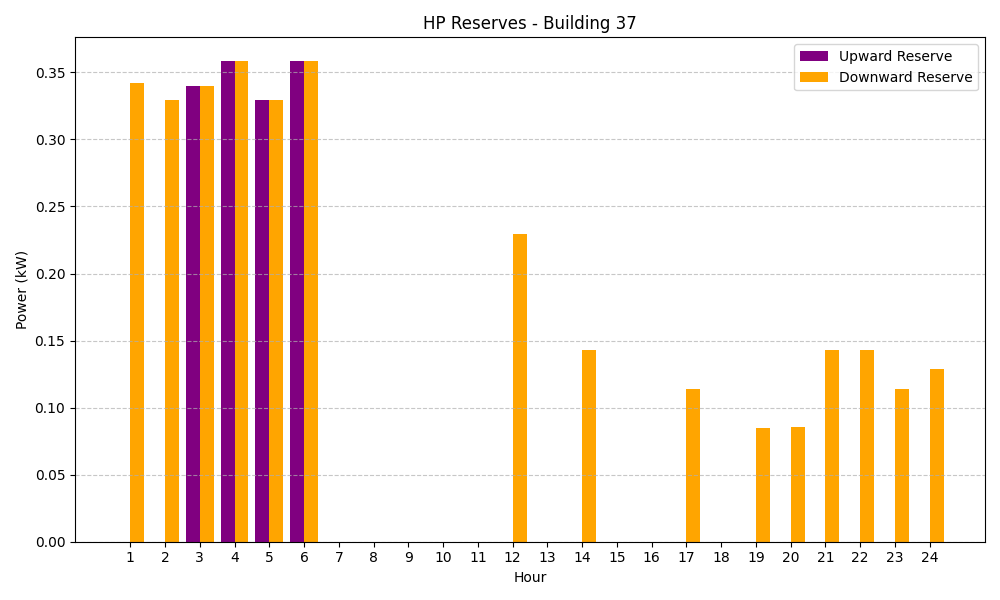 HP Reserves - Building 37
Upward Reserve
Downward Reserve
Power (kW)
0.35
0.30
0.25
0.20
0.15
0.10
0.05
0.00
1 2 3 4 5 6 7 8 9 10 11 12 13 14 15 16 17 18 19 20 21 22 23 24
Hour